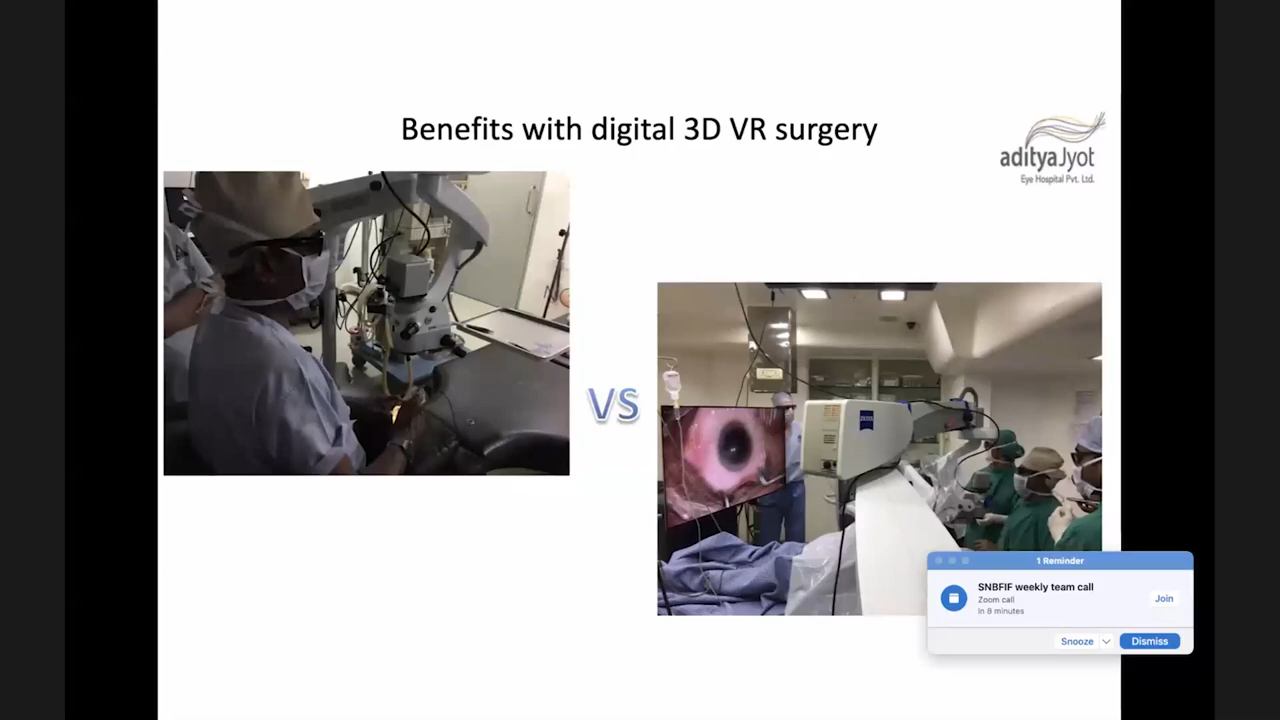 Benefits with digital 3D VR surgery
adityaJyot
Eye Hospital Pvt. Ltd.
VS
ZEISS
1 Reminder
SNBFIF weekly team call
Zoom call
in 8 minutes
Join
Snooze
Dismiss